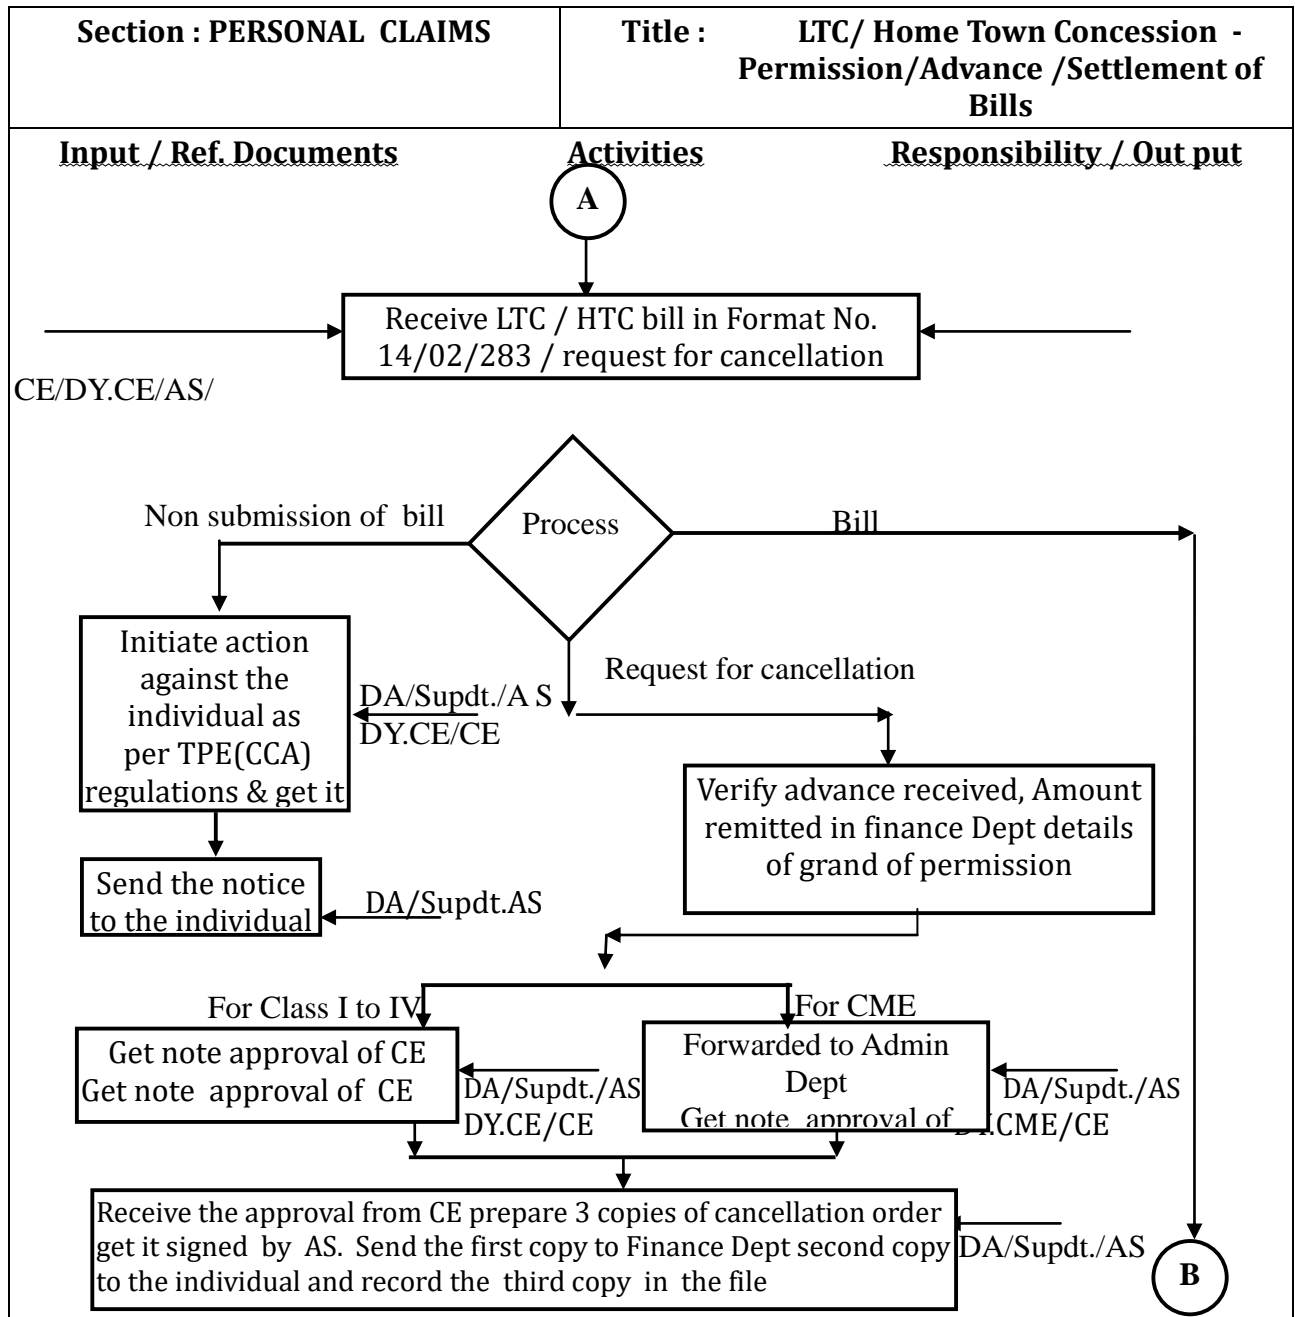 Section : PERSONAL CLAIMS
Title : LTC/ Home Town Concession -
Permission/Advance /Settlement of
Bills
Input / Ref. Documents Activities Responsibility / Out put
A
Receive LTC / HTC bill in Format No.
14/02/283 / request for cancellation
CE/DY.CE/AS/
Non submission of bill
Process
Bill
Initiate action
against the
individual as
per TPE(CCA)
regulations & get it
DA/Supdt./A S
DY.CE/CE
Request for cancellation
Verify advance received, Amount
remitted in finance Dept details
of grand of permission
Send the notice
to the individual
DA/Supdt.AS
For Class I to IV
For CME
Get note approval of CE
Get note approval of CE
DA/Supdt./AS
DY.CE/CE
Forwarded to Admin
Dept
Get note approval of
DA/Supdt./AS
DY.CME/CE
Receive the approval from CE prepare 3 copies of cancellation order
get it signed by AS. Send the first copy to Finance Dept second copy
to the individual and record the third copy in the file
DA/Supdt./AS
B